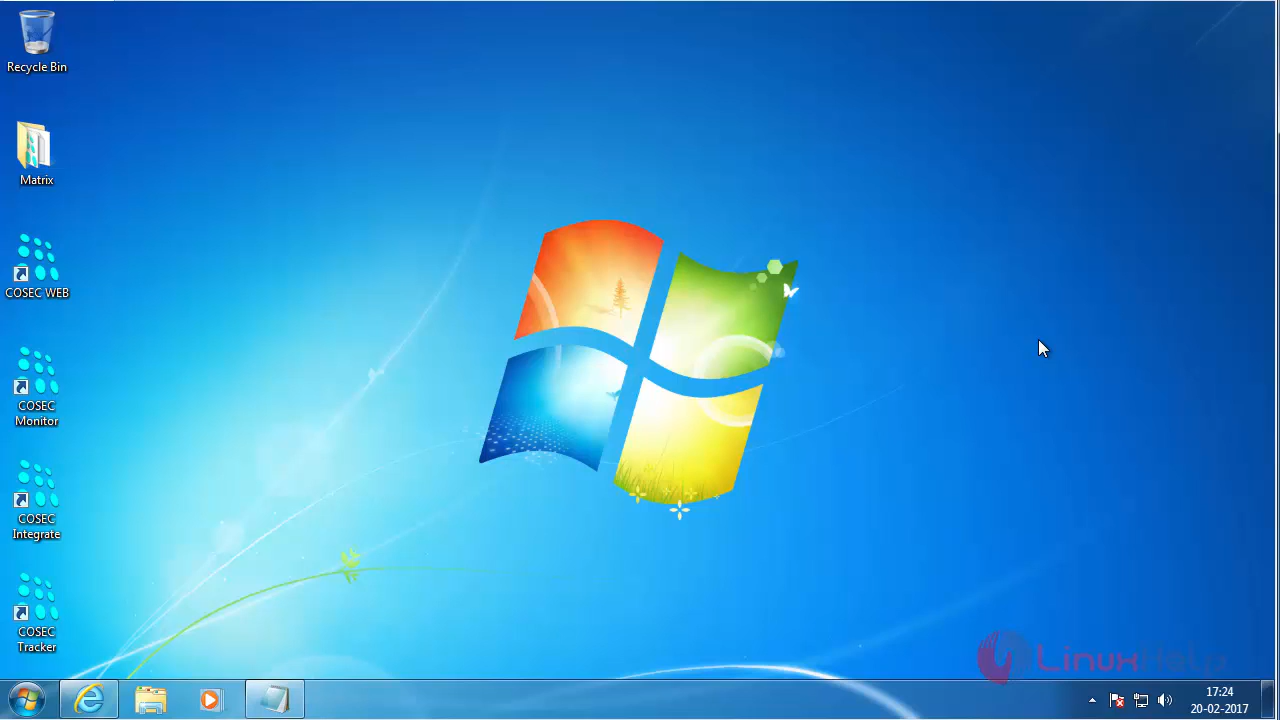 Recycle Bin
Matrix
COSEC WEB
COSEC
Monitor
COSEC
Integrate
COSEC
Tracker
LinuxHelp
17:24
20-02-2017